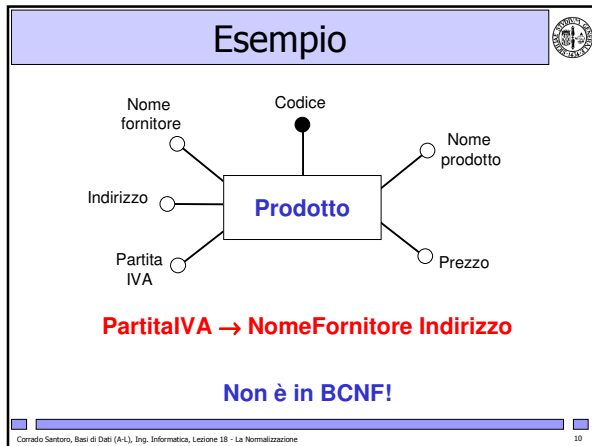 Esempio
Codice
Nome
fornitore
Nome
prodotto
Indirizzo
Prodotto
Partita
IVA
Prezzo
PartitaIVA → NomeFornitore Indirizzo
Non è in BCNF!
Corrado Santoro, Basi di Dati (A-L), Ing. Informatica, Lezione 18 - La Normalizzazione
10